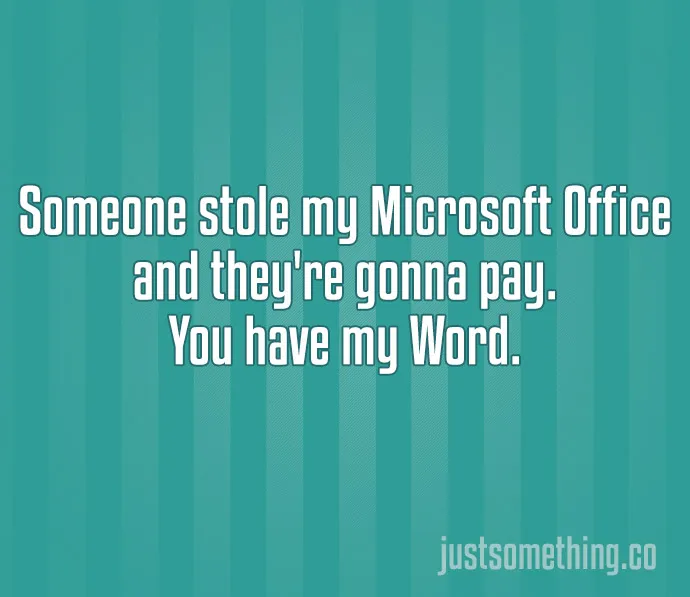 Someone stole my Microsoft Office
and they're gonna pay.
You have my Word.
justsomething.co